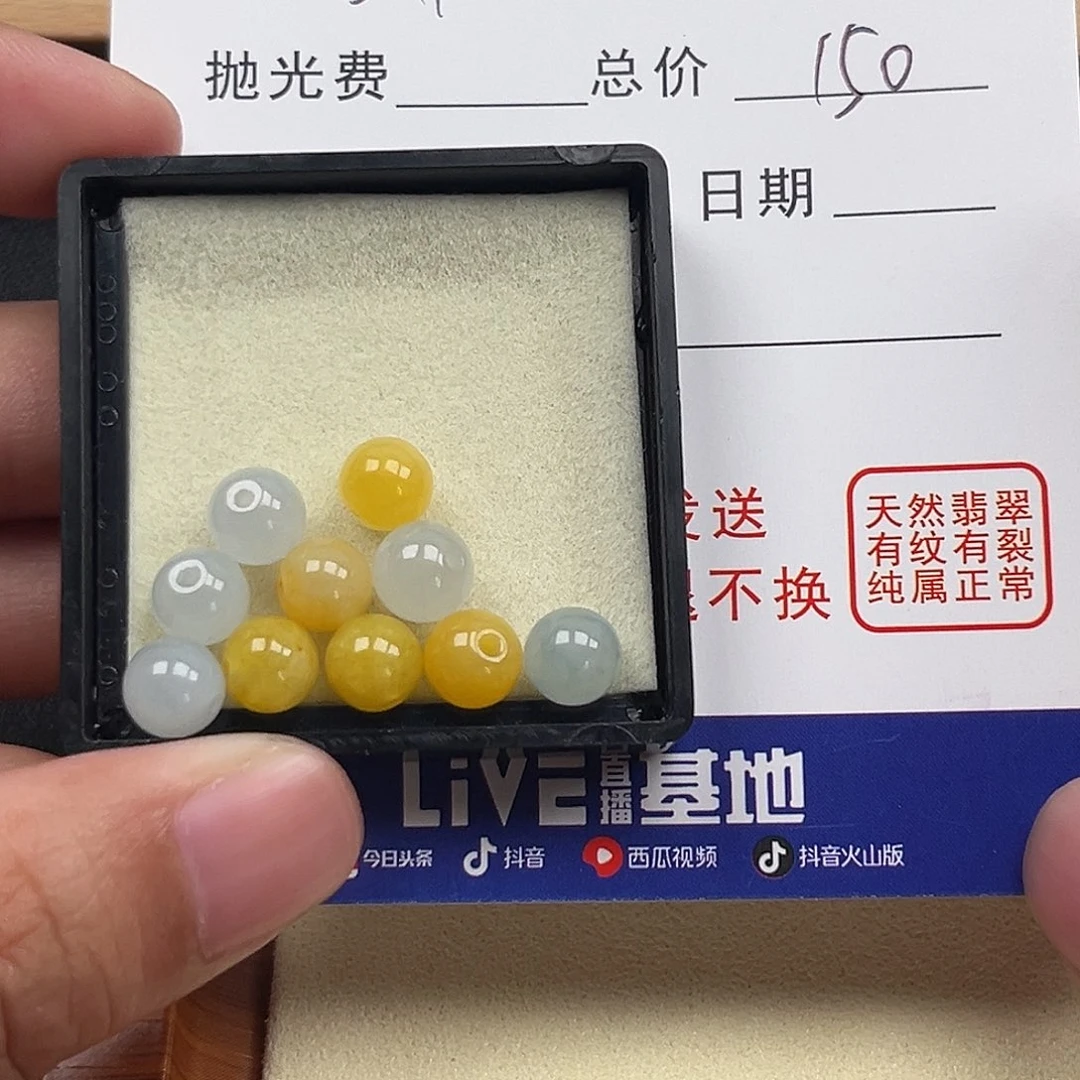 抛光费 总价 150
日期
送
不换
天然翡翠
有纹有裂
纯属正常
LiVE 直播 基地
今日头条 抖音 西瓜视频 抖音火山版